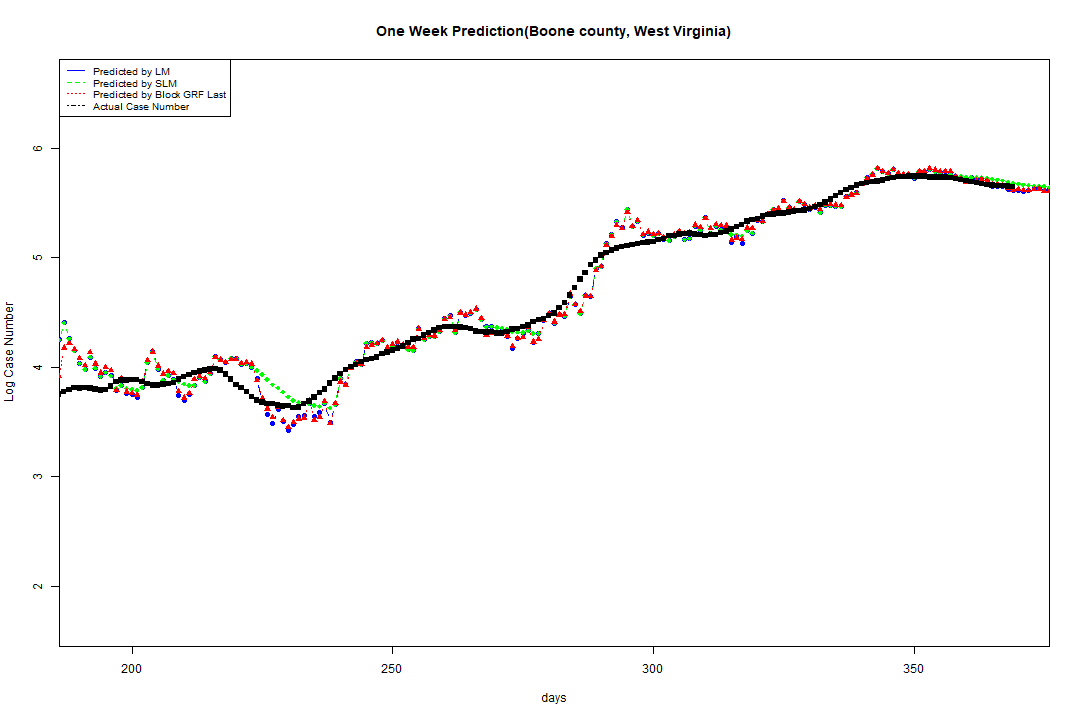 One Week Prediction(Boone county, West Virginia)
Predicted by LM
Predicted by SLM
Predicted by Block GRF Last
Actual Case Number
6
5
4
3
2
Log Case Number
200 250 300 350
days